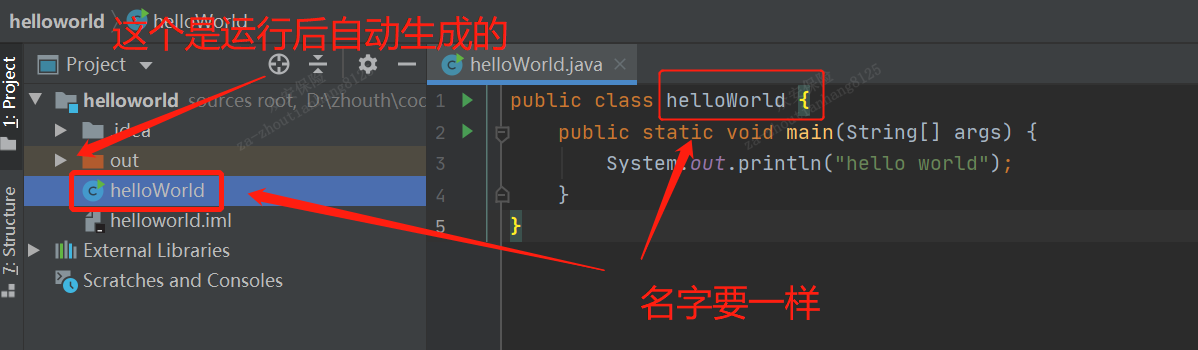 helloworld helloWorld
这个是运行后自动生成的
1: Project
7: Structure
Project
helloworld sources root, D:\zhouth\cod
.idea
out
helloWorld
helloworld.iml
External Libraries
Scratches and Consoles
helloWorld.java
1 public class helloWorld {
2 public static void main(String[] args) {
3 System.out.println("hello world");
4 }
5 }
名字要一样